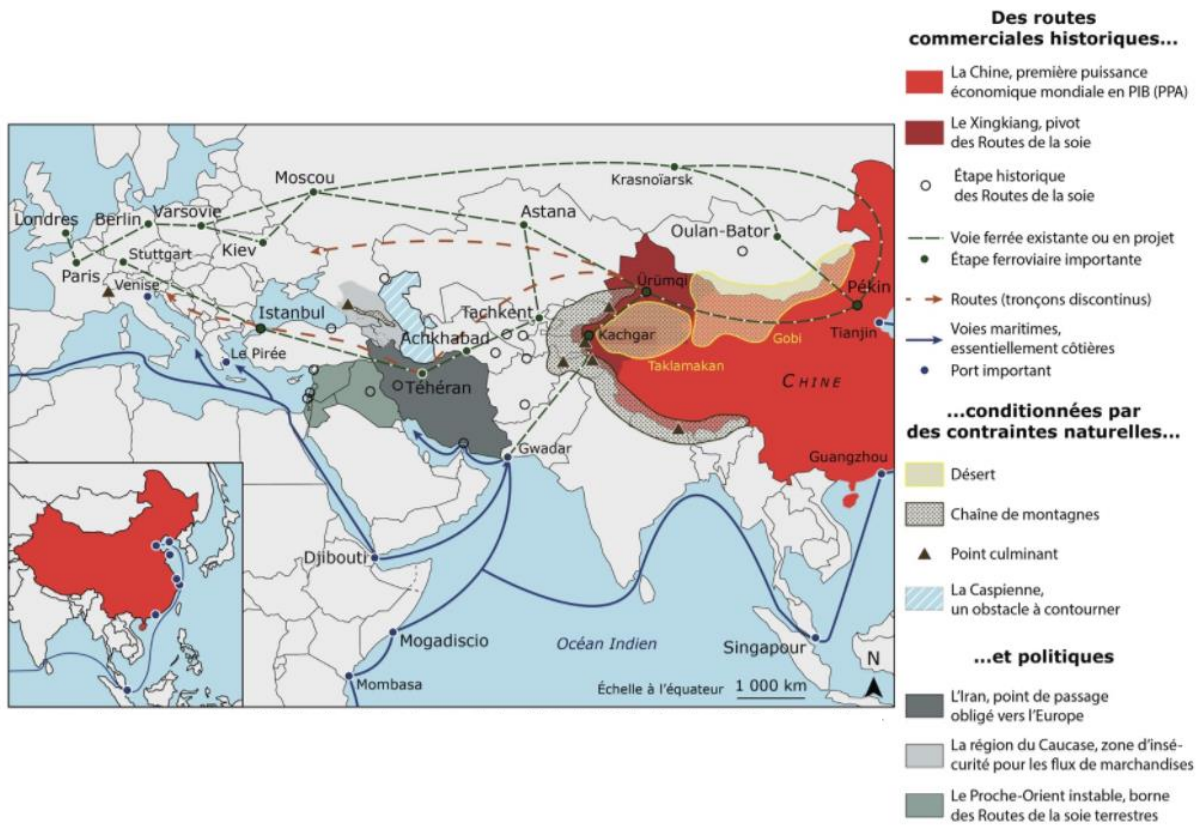 Des routes
commerciales historiques...
La Chine, première puissance
économique mondiale en PIB (PPA)
Le Xingkiang, pivot
des Routes de la soie
Étape historique
des Routes de la soie
Voie ferrée existante ou en projet
Étape ferroviaire importante
Routes (tronçons discontinus)
Voies maritimes,
essentiellement côtières
Port important
...conditionnées par
des contraintes naturelles...
Désert
Chaîne de montagnes
Point culminant
La Caspienne,
un obstacle à contourner
...et politiques
L'Iran, point de passage
obligé vers l'Europe
La région du Caucase, zone d'insé-
curité pour les flux de marchandises
Le Proche-Orient instable, borne
des Routes de la soie terrestres
Moscou
Krasnoïarsk
Londres
Berlin
Varsovie
Astana
Oulan-Bator
Kiev
Paris
Stuttgart
Venise
Ürümqi
Pékin
Istanbul
Tachkent
Achkhabad
Kachgar
Tianjin
Gobi
Le Pirée
Taklamakan
Téhéran
CHINE
Gwadar
Guangzhou
Djibouti
Mogadiscio
Océan Indien
Singapour
N
Mombasa
Échelle à l'équateur 1 000 km